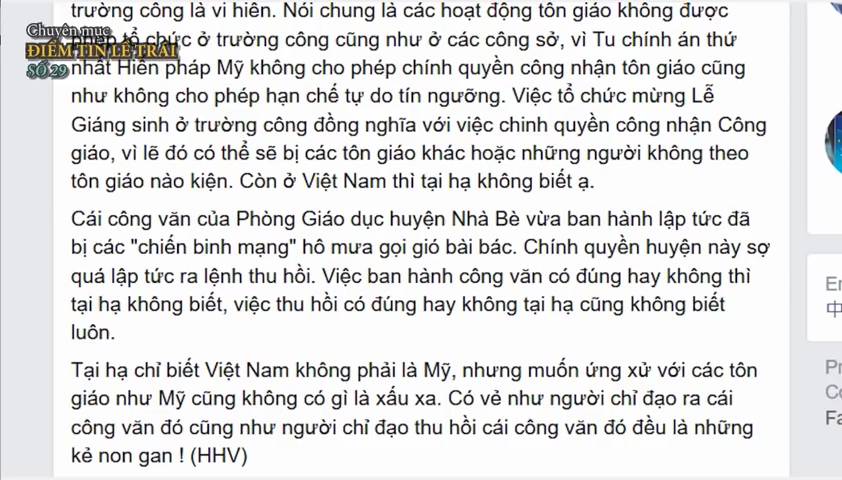 trường công là vi hiến. Nói chung là các hoạt động tôn giáo không được
Chuyên mục
phép tổ chức ở trường công cũng như ở các công sở, vì Tu chính án thứ
ĐIỂM TIN LỀ TRÁI
nhất Hiến pháp Mỹ không cho phép chính quyền công nhận tôn giáo cũng
SỐ 29
như không cho phép hạn chế tự do tín ngưỡng. Việc tổ chức mừng Lễ
Giáng sinh ở trường công đồng nghĩa với việc chinh quyền công nhận Công
giáo, vì lẽ đó có thể sẽ bị các tôn giáo khác hoặc những người không theo
tôn giáo nào kiện. Còn ở Việt Nam thì tại hạ không biết ạ.
Cái công văn của Phòng Giáo dục huyện Nhà Bè vừa ban hành lập tức đã
bị các "chiến binh mạng" hô mưa gọi gió bài bác. Chính quyền huyện này sợ
quá lập tức ra lệnh thu hồi. Việc ban hành công văn có đúng hay không thì
tại hạ không biết, việc thu hồi có đúng hay không tại hạ cũng không biết
luôn.
Tại hạ chỉ biết Việt Nam không phải là Mỹ, nhưng muốn ứng xử với các tôn
giáo như Mỹ cũng không có gì là xấu xa. Có vẻ như người chỉ đạo ra cái
công văn đó cũng như người chỉ đạo thu hồi cái công văn đó đều là những
kẻ non gan ! (HHV)
En
中
Pr
Co
Fa